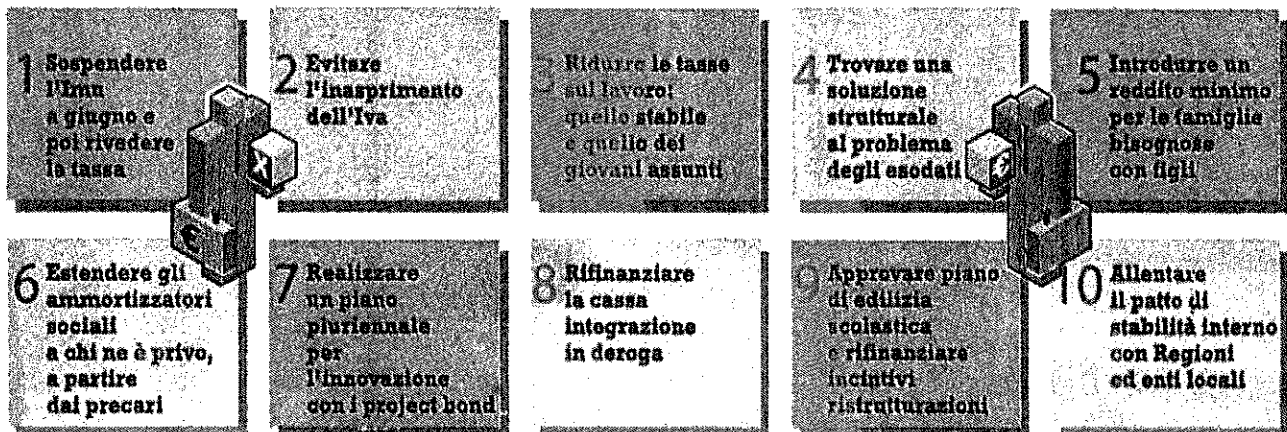 1 Sospendere
l'Imu
a giugno e
poi rivedere
la tassa
2 Evitare
l'inasprimento
dell'Iva
3 Ridurre le tasse
sul lavoro:
quello stabile
e quello dei
giovani assunti
4 Trovare una
soluzione
strutturale
al problema
degli esodati
5 Introdurre un
reddito minimo
per le famiglie
bisognose
con figli
6 Estendere gli
ammortizzatori
sociali
a chi ne è privo,
a partire
dai precari
7 Realizzare
un piano
pluriennale
per
l'innovazione
con i project bond
8 Rifinanziare
la cassa
integrazione
in deroga
9 Approvare piano
di edilizia
scolastica
e rifinanziare
incintivi
ristrutturazioni
10 Allentare
il patto di
stabilità interno
con Regioni
ed enti locali